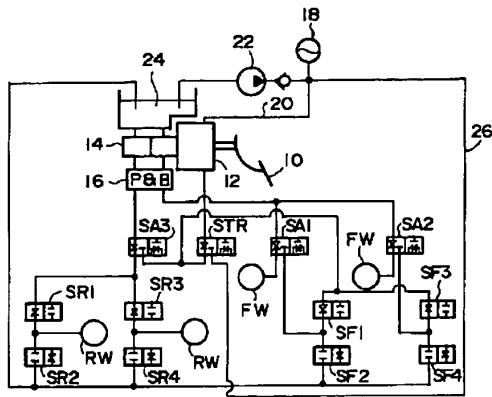 18
22
24
20
26
14
10
16 P&B
12
SA3
STR
SA1
SA2
FW
SF3
SR1
SR3
FW
SF1
RW
RW
SR2
SR4
SF2
SF4